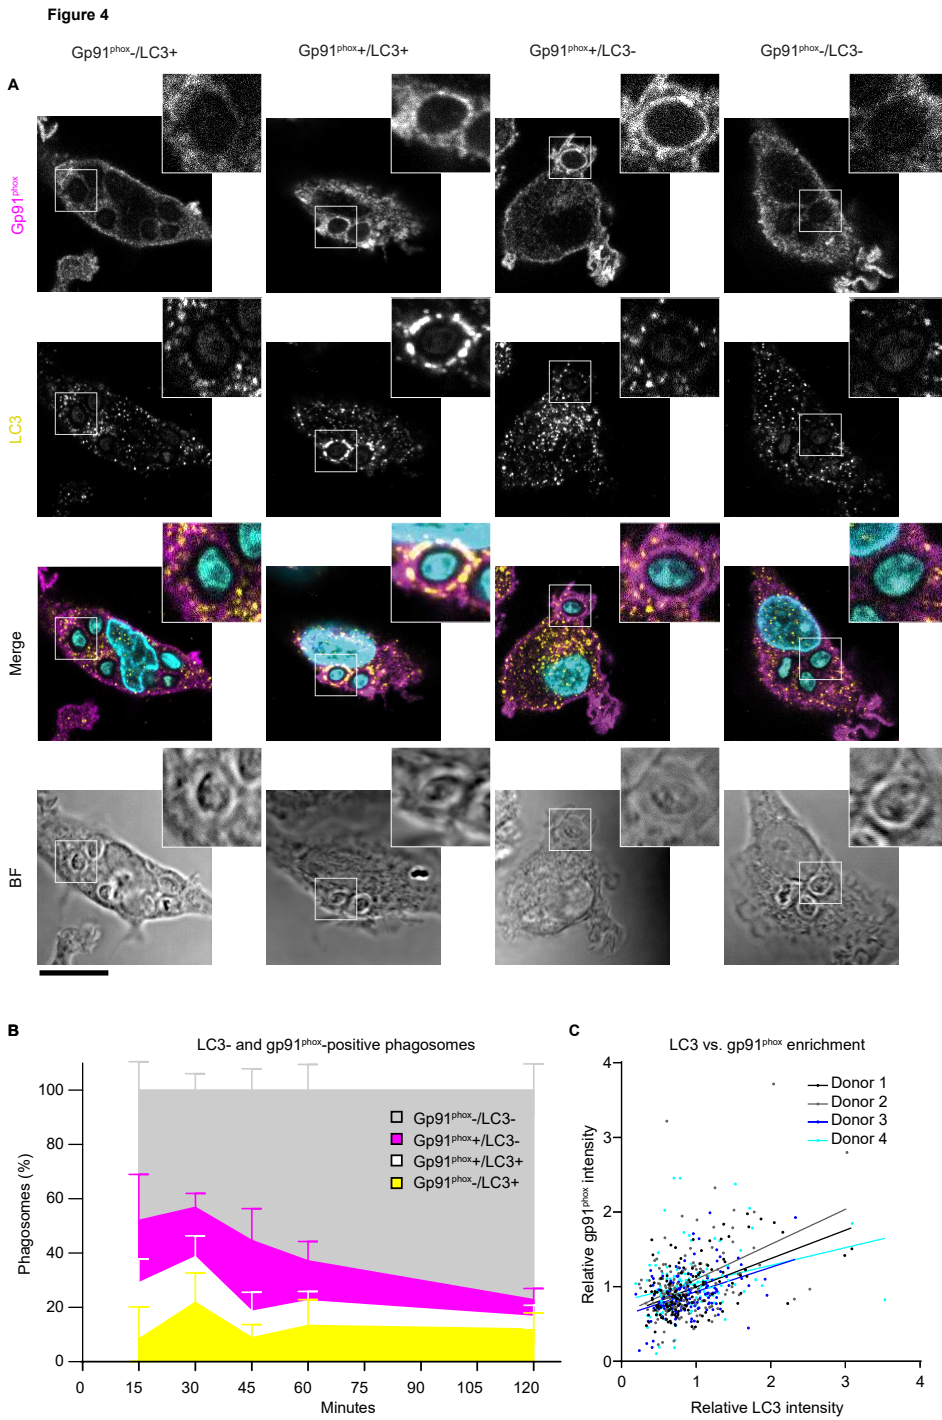 Figure 4
Gp91phox-/LC3+
Gp91phox+/LC3+
Gp91phox+/LC3-
Gp91phox-/LC3-
A
Gp91phox
LC3
Merge
BF
B
LC3- and gp91phox-positive phagosomes
Phagosomes (%)
100
80
60
40
20
0
Gp91phox-/LC3-
Gp91phox+/LC3-
Gp91phox+/LC3+
Gp91phox-/LC3+
0 15 30 45 60 75 90 105 120
Minutes
C
LC3 vs. gp91phox enrichment
Relative gp91phox intensity
4
3
2
1
0
Donor 1
Donor 2
Donor 3
Donor 4
0 1 2 3 4
Relative LC3 intensity